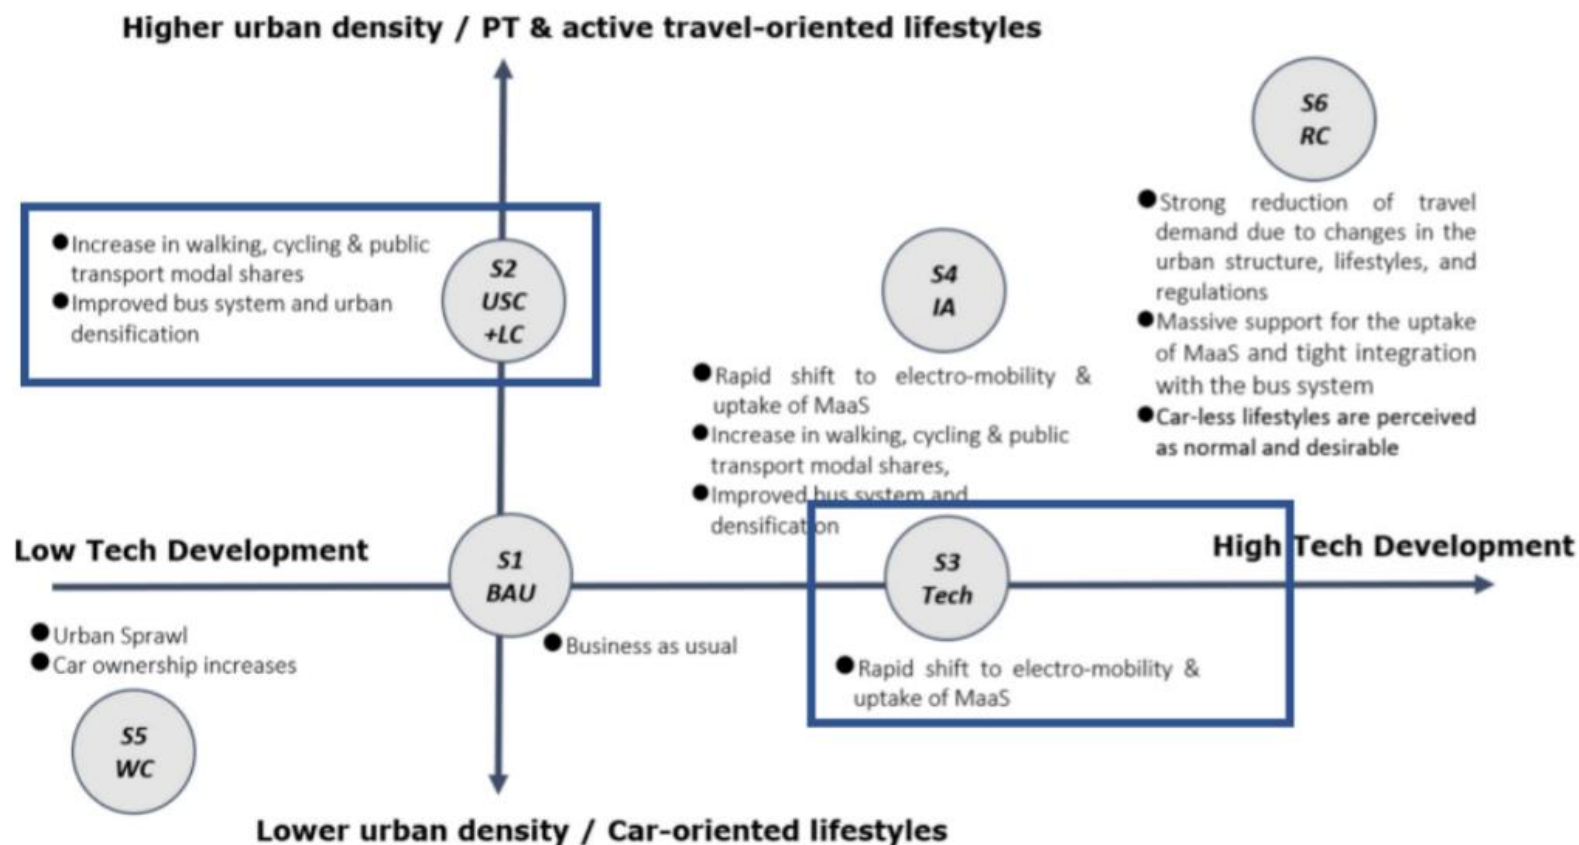 Higher urban density / PT & active travel-oriented lifestyles
S6
RC
● Strong reduction of travel
demand due to changes in the
urban structure, lifestyles, and
regulations
● Massive support for the uptake
of MaaS and tight integration
with the bus system
● Car-less lifestyles are perceived
as normal and desirable
● Increase in walking, cycling & public
transport modal shares
● Improved bus system and urban
densification
S2
USC
+LC
S4
IA
● Rapid shift to electro-mobility &
uptake of MaaS
● Increase in walking, cycling & public
transport modal shares,
● Improved bus system and
densification
Low Tech Development
S1
BAU
S3
Tech
High Tech Development
● Urban Sprawl
● Car ownership increases
● Business as usual
● Rapid shift to electro-mobility &
uptake of MaaS
S5
WC
Lower urban density / Car-oriented lifestyles